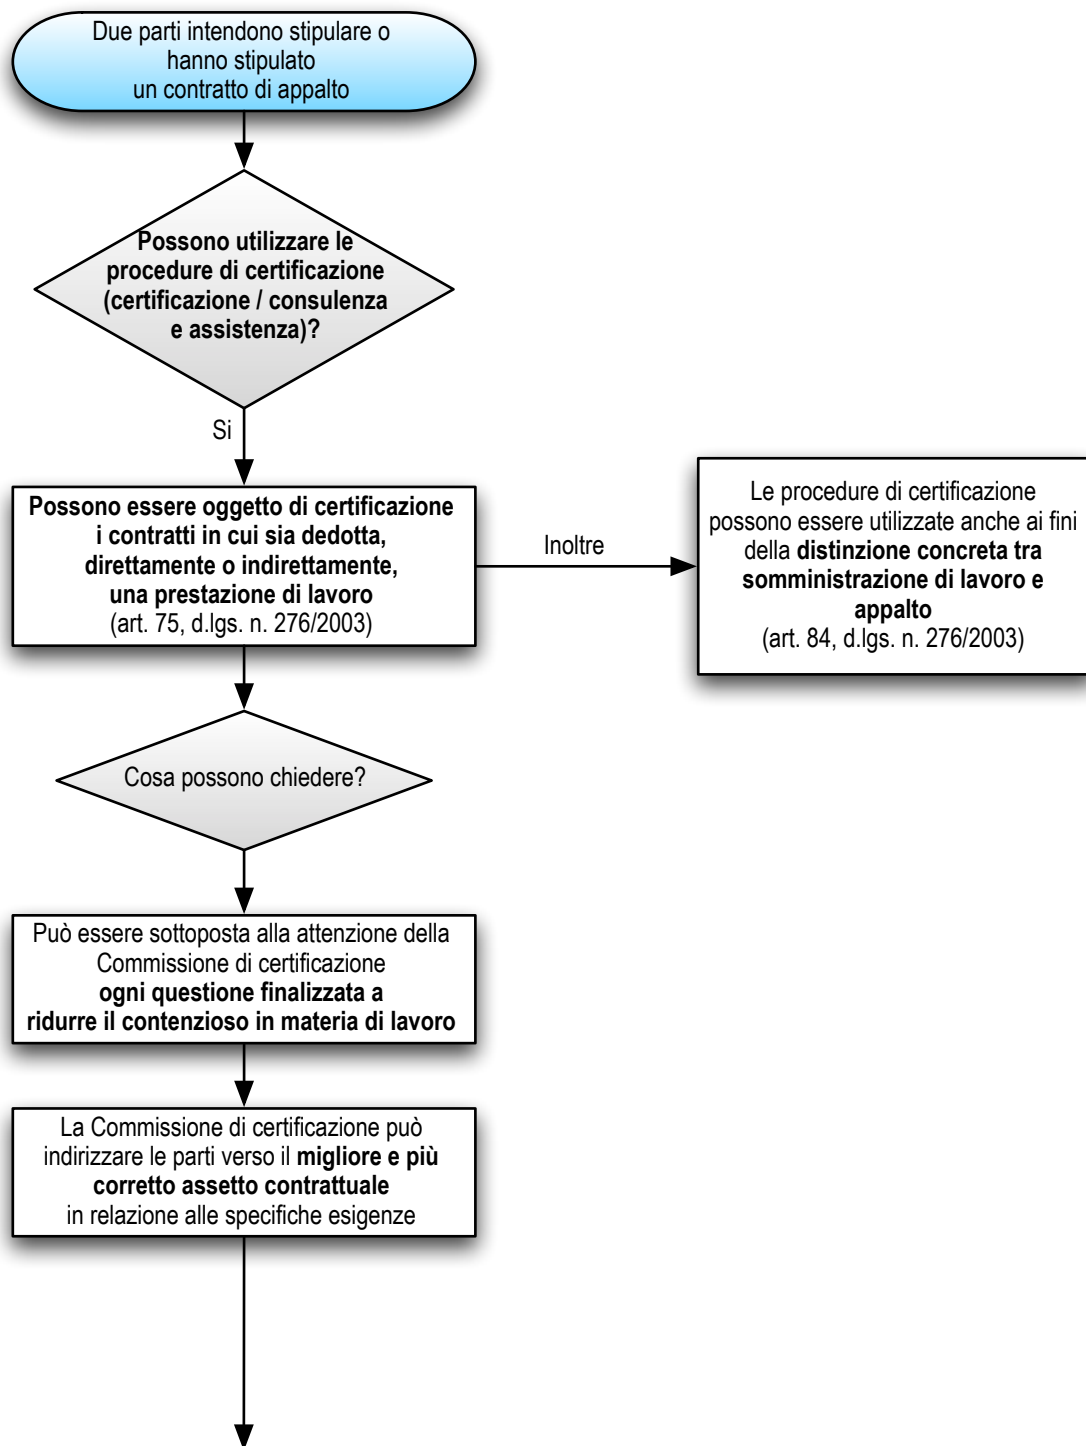 Due parti intendono stipulare o
hanno stipulato
un contratto di appalto
Possono utilizzare le
procedure di certificazione
(certificazione / consulenza
e assistenza)?
Si
Possono essere oggetto di certificazione
i contratti in cui sia dedotta,
direttamente o indirettamente,
una prestazione di lavoro
(art. 75, d.lgs. n. 276/2003)
Inoltre
Le procedure di certificazione
possono essere utilizzate anche ai fini
della distinzione concreta tra
somministrazione di lavoro e
appalto
(art. 84, d.lgs. n. 276/2003)
Cosa possono chiedere?
Può essere sottoposta alla attenzione della
Commissione di certificazione
ogni questione finalizzata a
ridurre il contenzioso in materia di lavoro
La Commissione di certificazione può
indirizzare le parti verso il migliore e più
corretto assetto contrattuale
in relazione alle specifiche esigenze